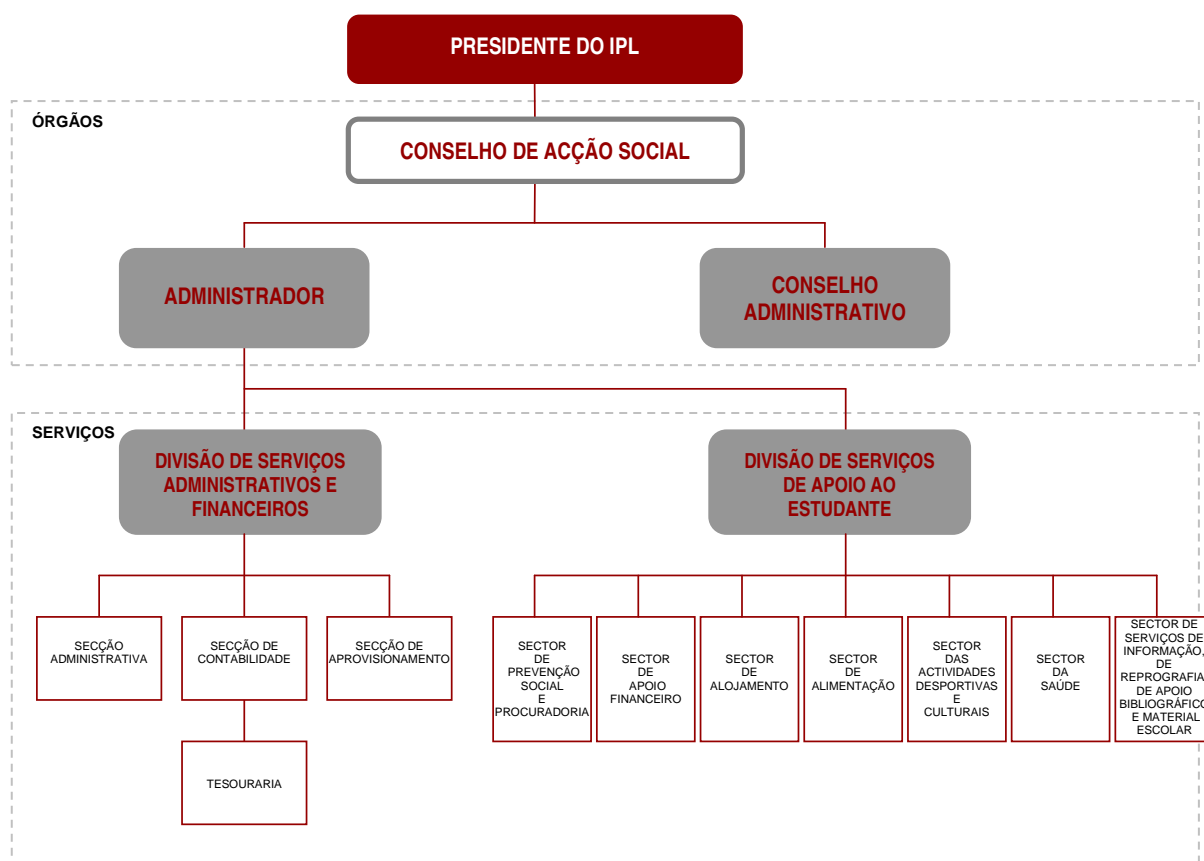 PRESIDENTE DO IPL
ÓRGÃOS
CONSELHO DE ACÇÃO SOCIAL
ADMINISTRADOR
CONSELHO
ADMINISTRATIVO
SERVIÇOS
DIVISÃO DE SERVIÇOS
ADMINISTRATIVOS E
FINANCEIROS
DIVISÃO DE SERVIÇOS
DE APOIO AO
ESTUDANTE
SECÇÃO
ADMINISTRATIVA
SECÇÃO DE
CONTABILIDADE
SECÇÃO DE
APROVISIONAMENTO
TESOURARIA
SECTOR
DE
PREVENÇÃO
SOCIAL
E
PROCURADORIA
SECTOR
DE
APOIO
FINANCEIRO
SECTOR
DE
ALOJAMENTO
SECTOR
DE
ALIMENTAÇÃO
SECTOR
DAS
ACTIVIDADES
DESPORTIVAS
E
CULTURAIS
SECTOR
DA
SAÚDE
SECTOR DE
SERVIÇOS DE
INFORMAÇÃO,
DE
REPROGRAFIA
DE APOIO
BIBLIOGRÁFICO
E MATERIAL
ESCOLAR